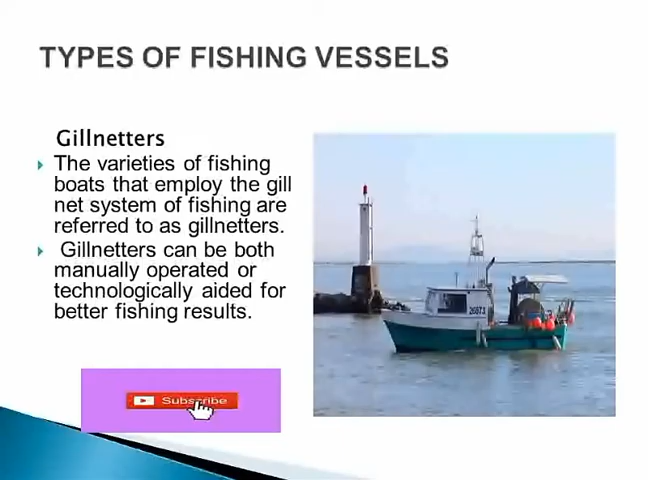 TYPES OF FISHING VESSELS
Gillnetters
The varieties of fishing
boats that employ the gill
net system of fishing are
referred to as gillnetters.
Gillnetters can be both
manually operated or
technologically aided for
better fishing results.
Subscribe